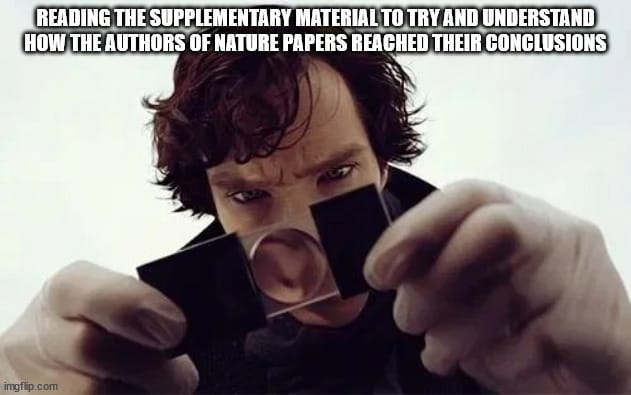 READING THE SUPPLEMENTARY MATERIAL TO TRY AND UNDERSTAND
HOW THE AUTHORS OF NATURE PAPERS REACHED THEIR CONCLUSIONS
imgflip.com